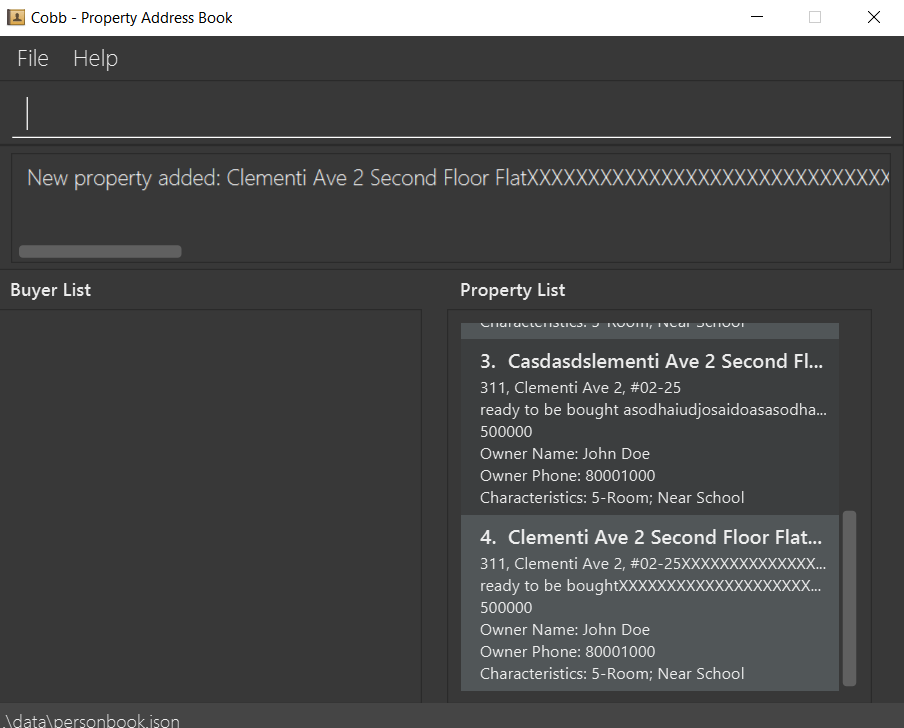 Cobb - Property Address Book
File Help
New property added: Clementi Ave 2 Second Floor FlatXXXXXXXXXXXXXXXXXXXXXXXXXXXXXX
Buyer List
Property List
Characteristics: 5-Room; Near School
3. Casdasdslementi Ave 2 Second Fl...
311, Clementi Ave 2, #02-25
ready to be bought asodhaiudjosaidoasasodha...
500000
Owner Name: John Doe
Owner Phone: 80001000
Characteristics: 5-Room; Near School
4. Clementi Ave 2 Second Floor Flat...
311, Clementi Ave 2, #02-25XXXXXXXXXXXXXX...
ready to be boughtXXXXXXXXXXXXXXXXXXXX...
500000
Owner Name: John Doe
Owner Phone: 80001000
Characteristics: 5-Room; Near School
.\data\personbook.json